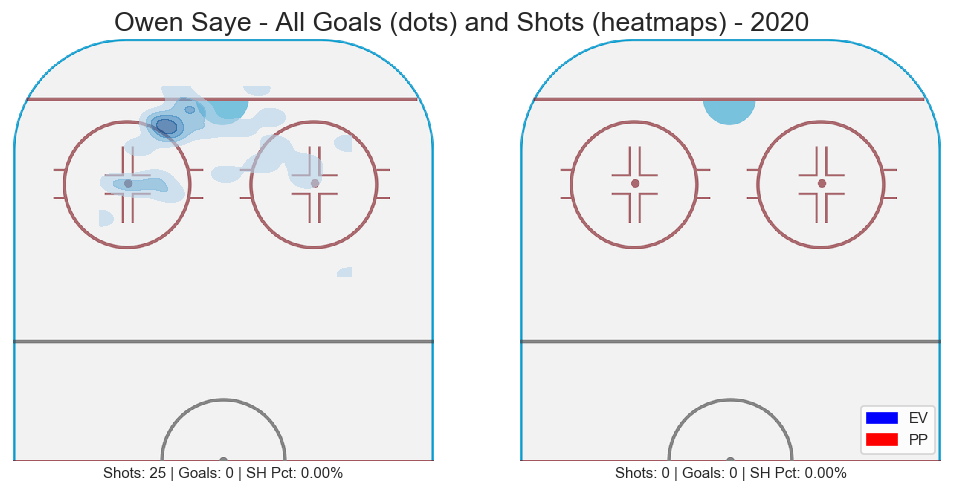 Owen Saye - All Goals (dots) and Shots (heatmaps) - 2020
EV
PP
Shots: 25 | Goals: 0 | SH Pct: 0.00%
Shots: 0 | Goals: 0 | SH Pct: 0.00%